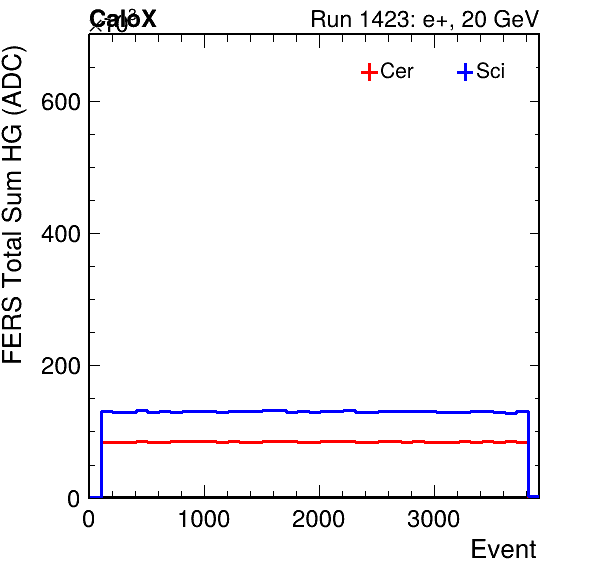 CaloX Run 1423: e+, 20 GeV
×10³
Cer Sci
FERS Total Sum HG (ADC)
600
400
200
0
0 1000 2000 3000
Event